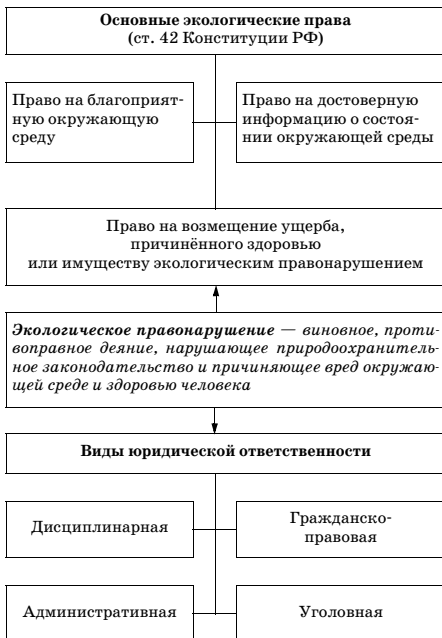 Основные экологические права
(ст. 42 Конституции РФ)
Право на благоприят-
ную окружающую
среду
Право на достоверную
информацию о состо-
янии окружающей среды
Право на возмещение ущерба,
причинённого здоровью
или имуществу экологическим правонарушением
Экологическое правонарушение — виновное, проти-
воправное деяние, нарушающее природоохранитель-
ное законодательство и причиняющее вред окружаю-
щей среде и здоровью человека
Виды юридической ответственности
Дисциплинарная
Гражданско-
правовая
Административная
Уголовная